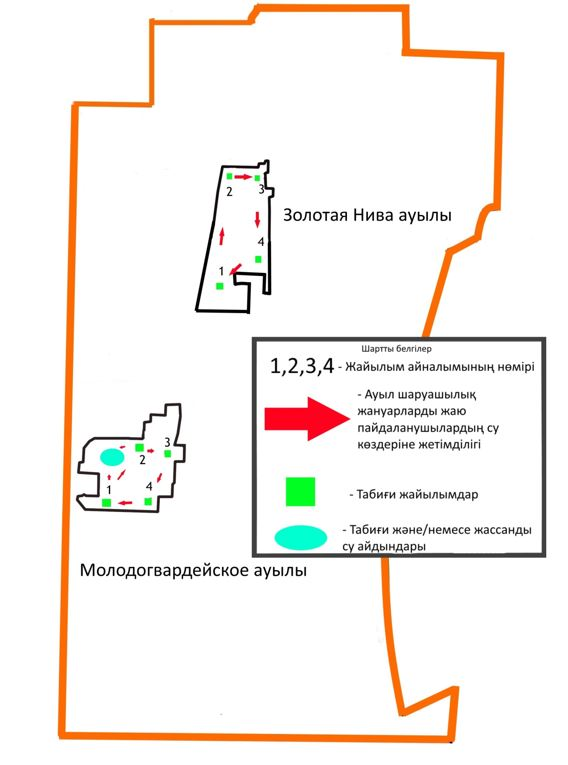 2
3
Золотая Нива ауылы
4
1
Шартты белгілер
1,2,3,4 - Жайылым айналымының нөмірі
- Ауыл шаруашылық
жануарларды жаю
пайдаланушылардың су
көздеріне жетімділігі
- Табиғи жайылымдар
- Табиғи және/немесе жассанды
су айдындары
3
2
4
1
Молодогвардейское ауылы